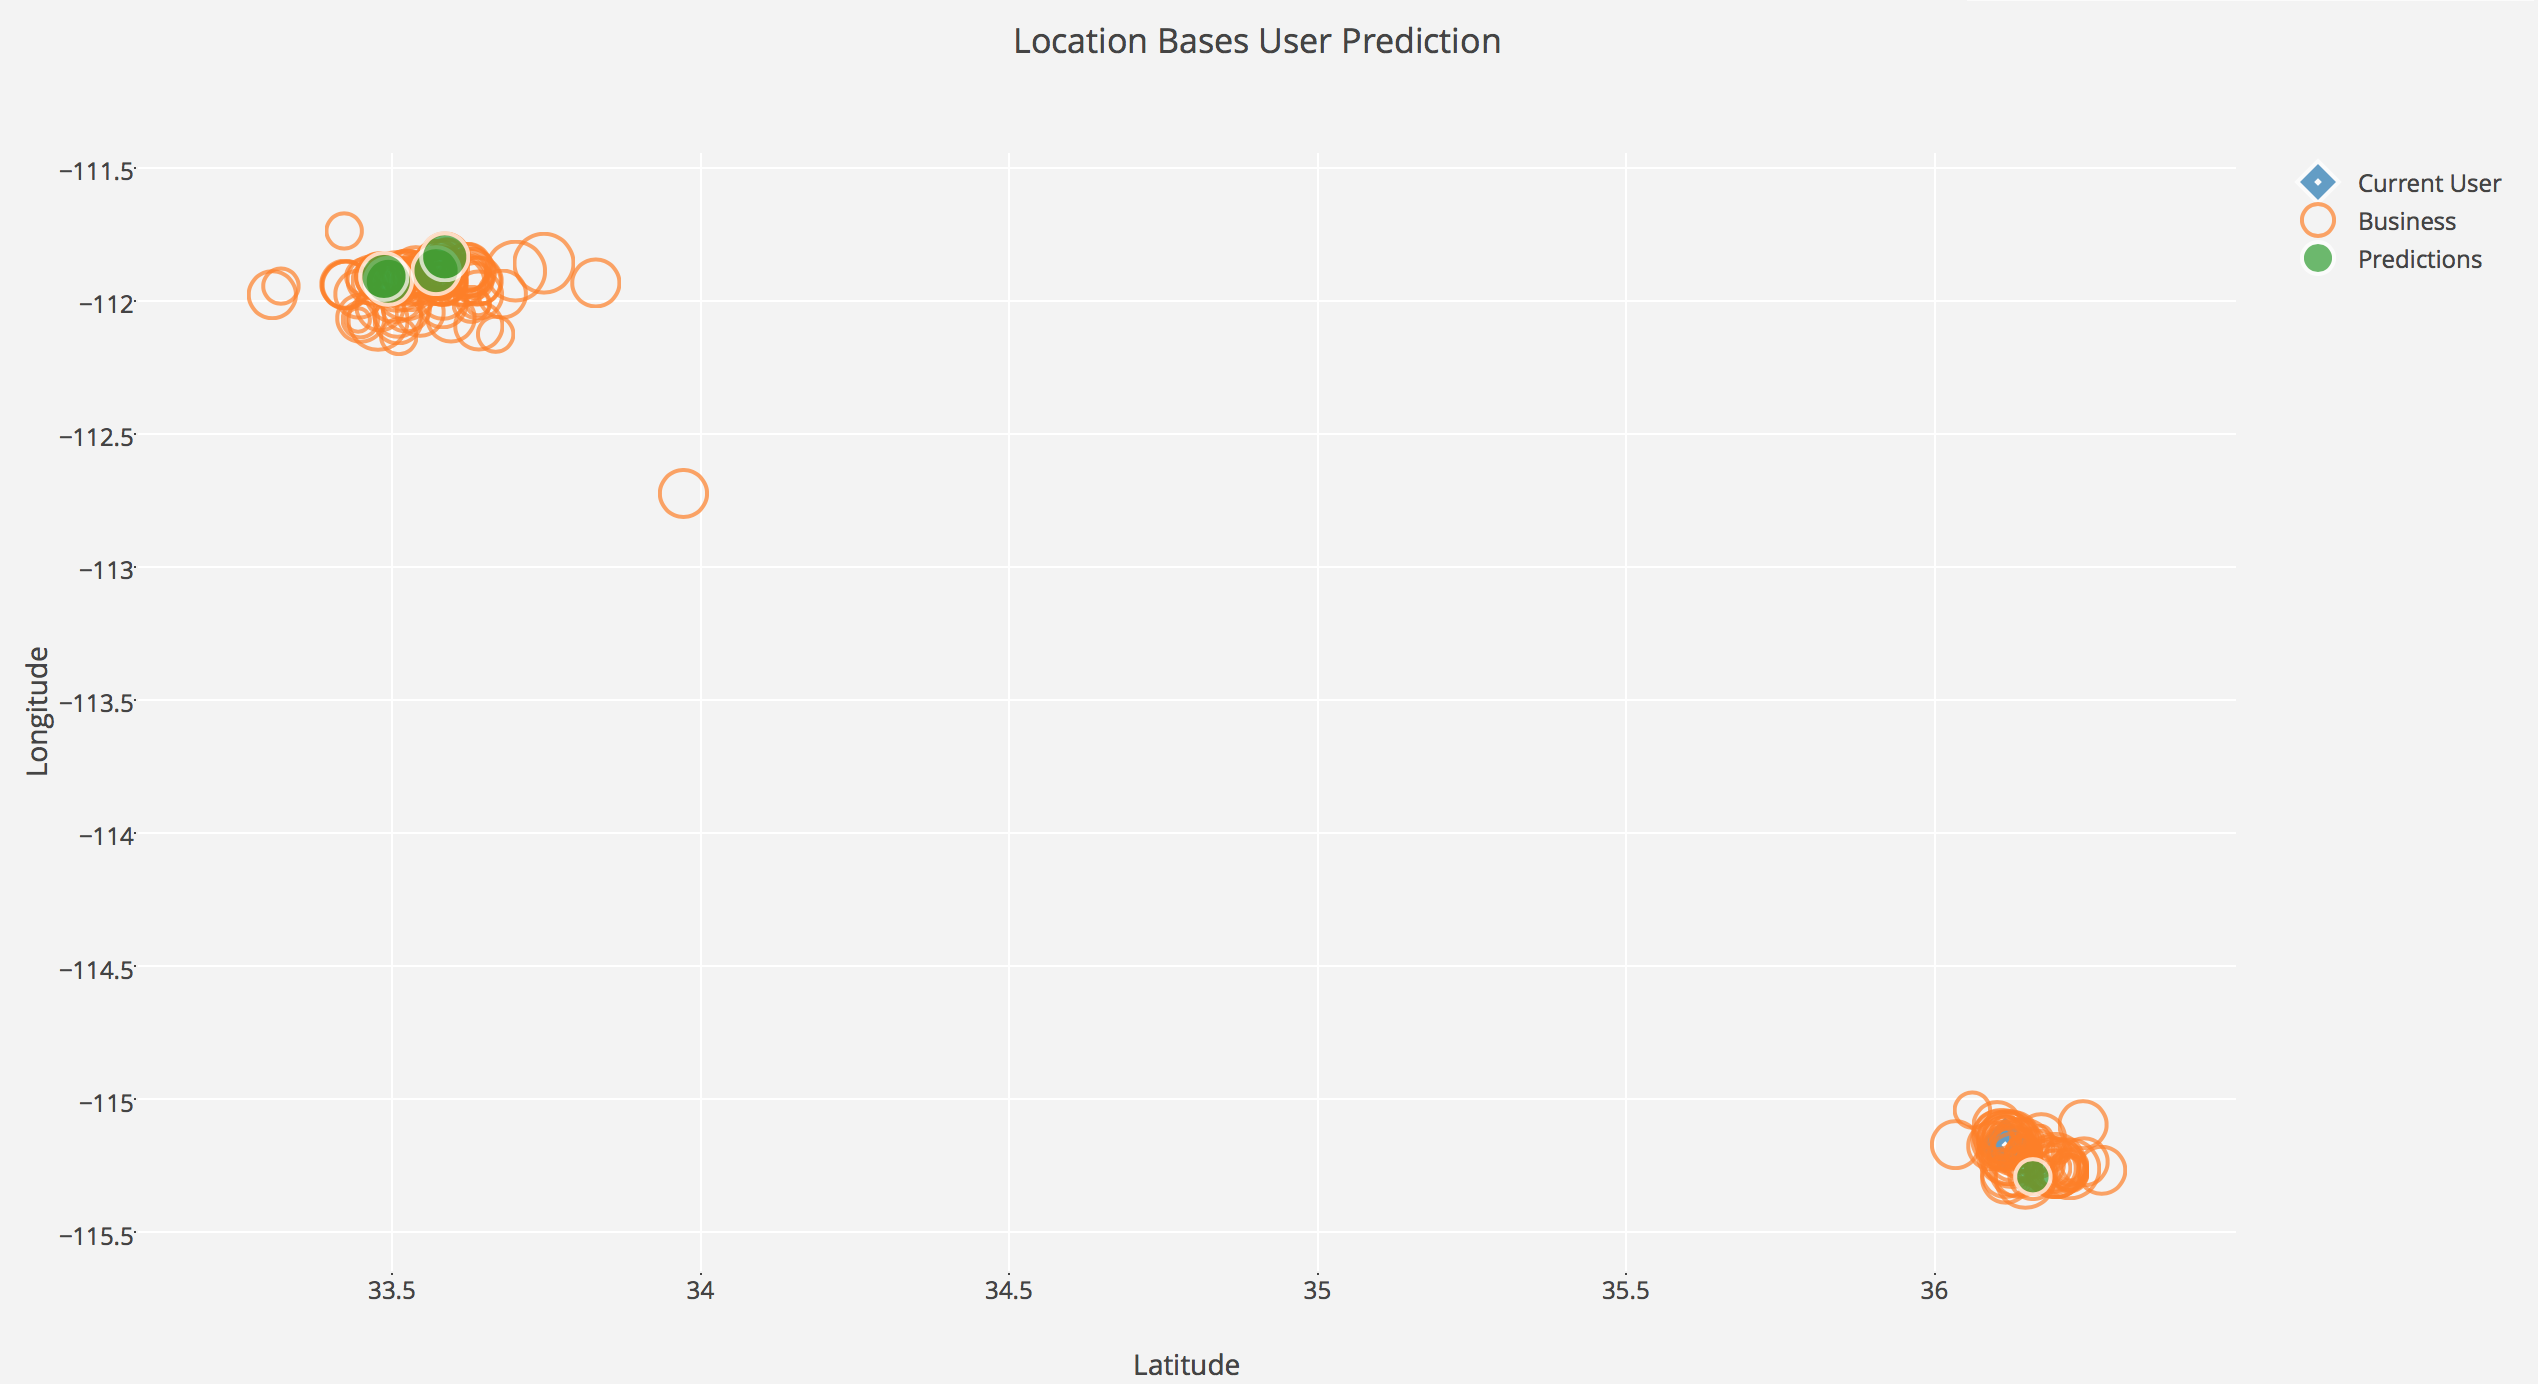 Location Bases User Prediction
−111.5
−112
−112.5
−113
−113.5
−114
−114.5
−115
−115.5
Longitude
33.5 34 34.5 35 35.5 36
Latitude
Current User
Business
Predictions